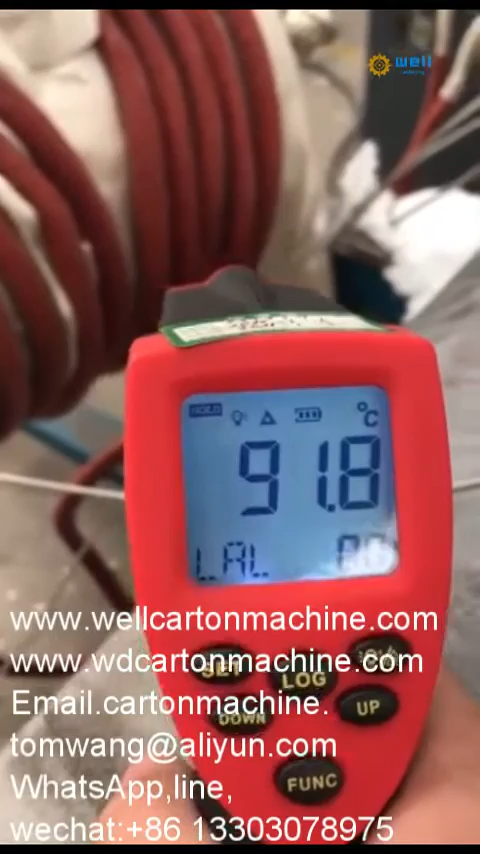 well
HOLD
°C
91.8
LAL
www.wellcartonmachine.com
www.wdcartonmachine.com
SET
LOG
Email.cartonmachine.
DOWN
UP
tomwang@aliyun.com
WhatsApp,line,
FUNC
wechat:+86 13303078975